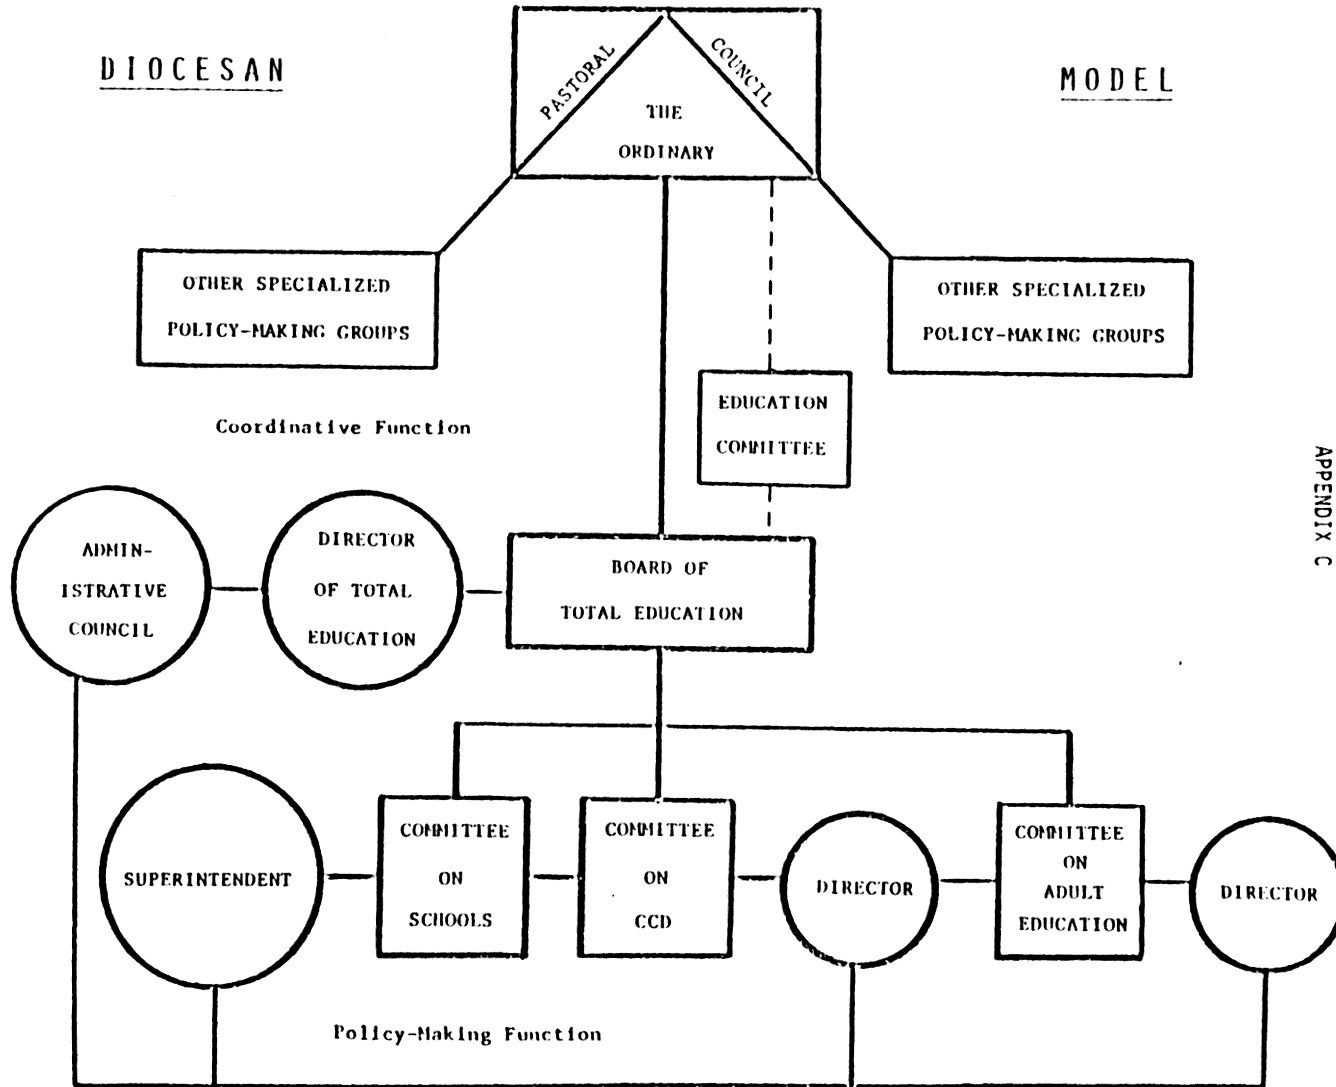 DIOCESAN
MODEL
PASTORAL
COUNCIL
THE
ORDINARY
OTHER SPECIALIZED
POLICY-MAKING GROUPS
OTHER SPECIALIZED
POLICY-MAKING GROUPS
EDUCATION
COMMITTEE
Coordinative Function
APPENDIX C
ADMIN-
ISTRATIVE
COUNCIL
DIRECTOR
OF TOTAL
EDUCATION
BOARD OF
TOTAL EDUCATION
SUPERINTENDENT
COMMITTEE
ON
SCHOOLS
COMMITTEE
ON
CCD
DIRECTOR
COMMITTEE
ON
ADULT
EDUCATION
DIRECTOR
Policy-Making Function